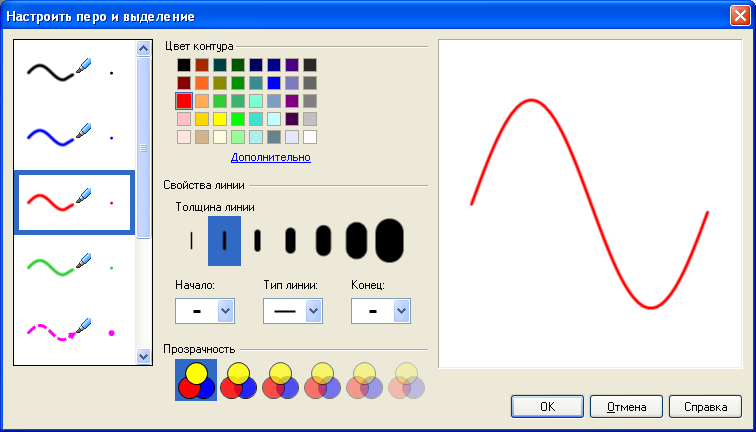 Настроить перо и выделение
Цвет контура
Дополнительно
Свойства линии
Толщина линии
Начало: Тип линии: Конец:
Прозрачность
OK Отмена Справка